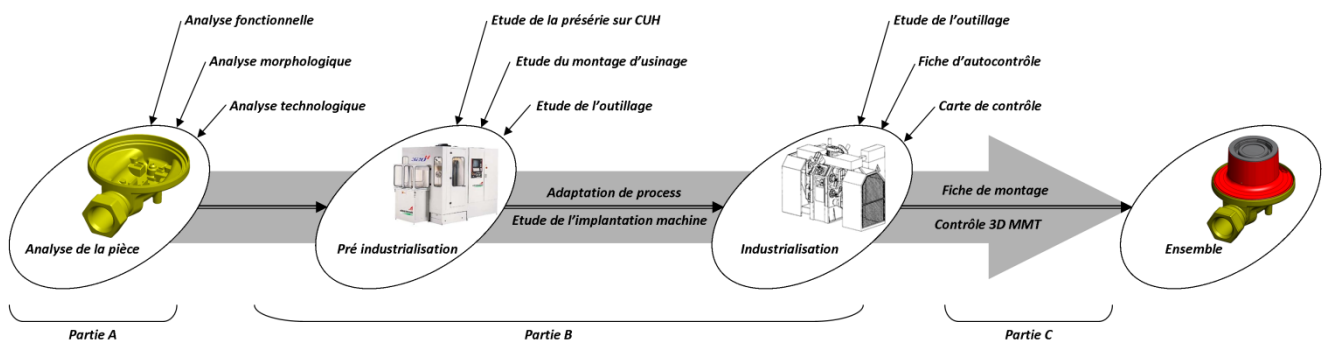 Analyse fonctionnelle
Analyse morphologique
Analyse technologique
Analyse de la pièce
Etude de la présérie sur CUH
Etude du montage d'usinage
Etude de l'outillage
Pré industrialisation
Adaptation de process
Etude de l'implantation machine
Etude de l'outillage
Fiche d'autocontrôle
Carte de contrôle
Industrialisation
Fiche de montage
Contrôle 3D MMT
Ensemble
Partie A
Partie B
Partie C